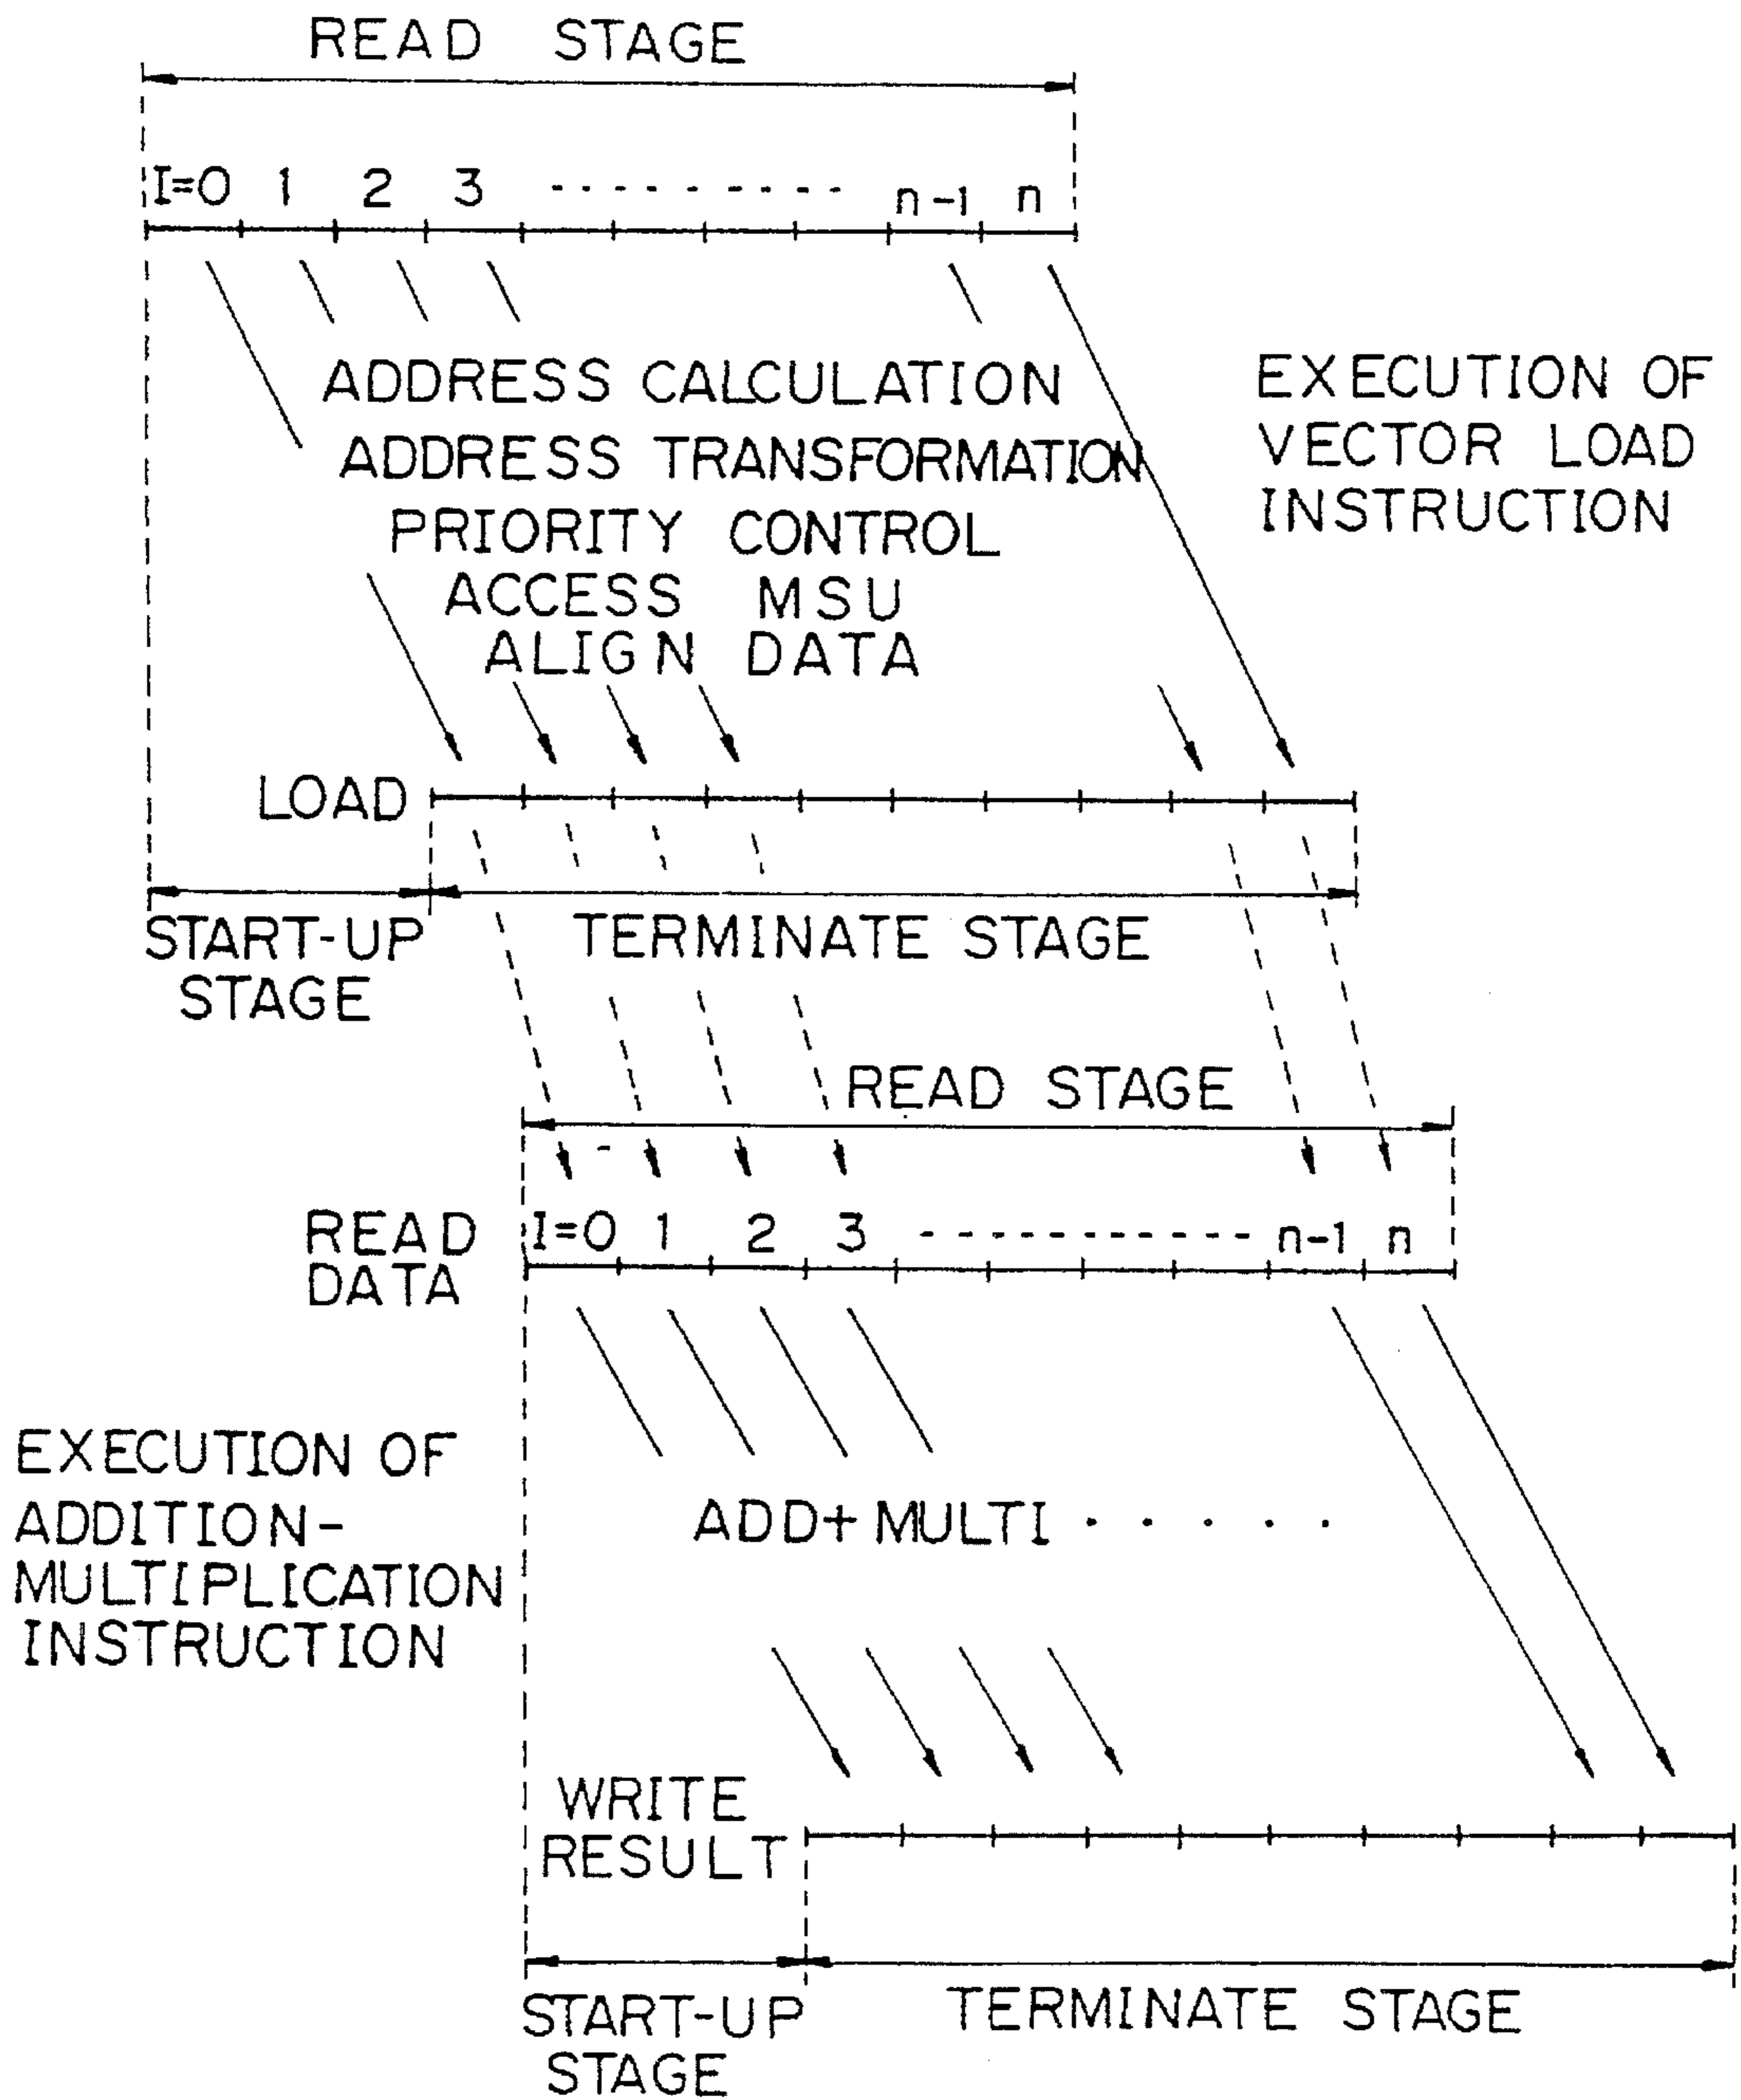 READ STAGE
I=0 1 2 3 - - - - - - - - - - n-1 n
ADDRESS CALCULATION
ADDRESS TRANSFORMATION
PRIORITY CONTROL
ACCESS MSU
ALIGN DATA
EXECUTION OF
VECTOR LOAD
INSTRUCTION
LOAD
START-UP
STAGE
TERMINATE STAGE
READ STAGE
READ
DATA
I=0 1 2 3 - - - - - - - - - - - - n-1 n
EXECUTION OF
ADDITION-
MULTIPLICATION
INSTRUCTION
ADD+MULTI . . . . .
WRITE
RESULT
START-UP
STAGE
TERMINATE STAGE